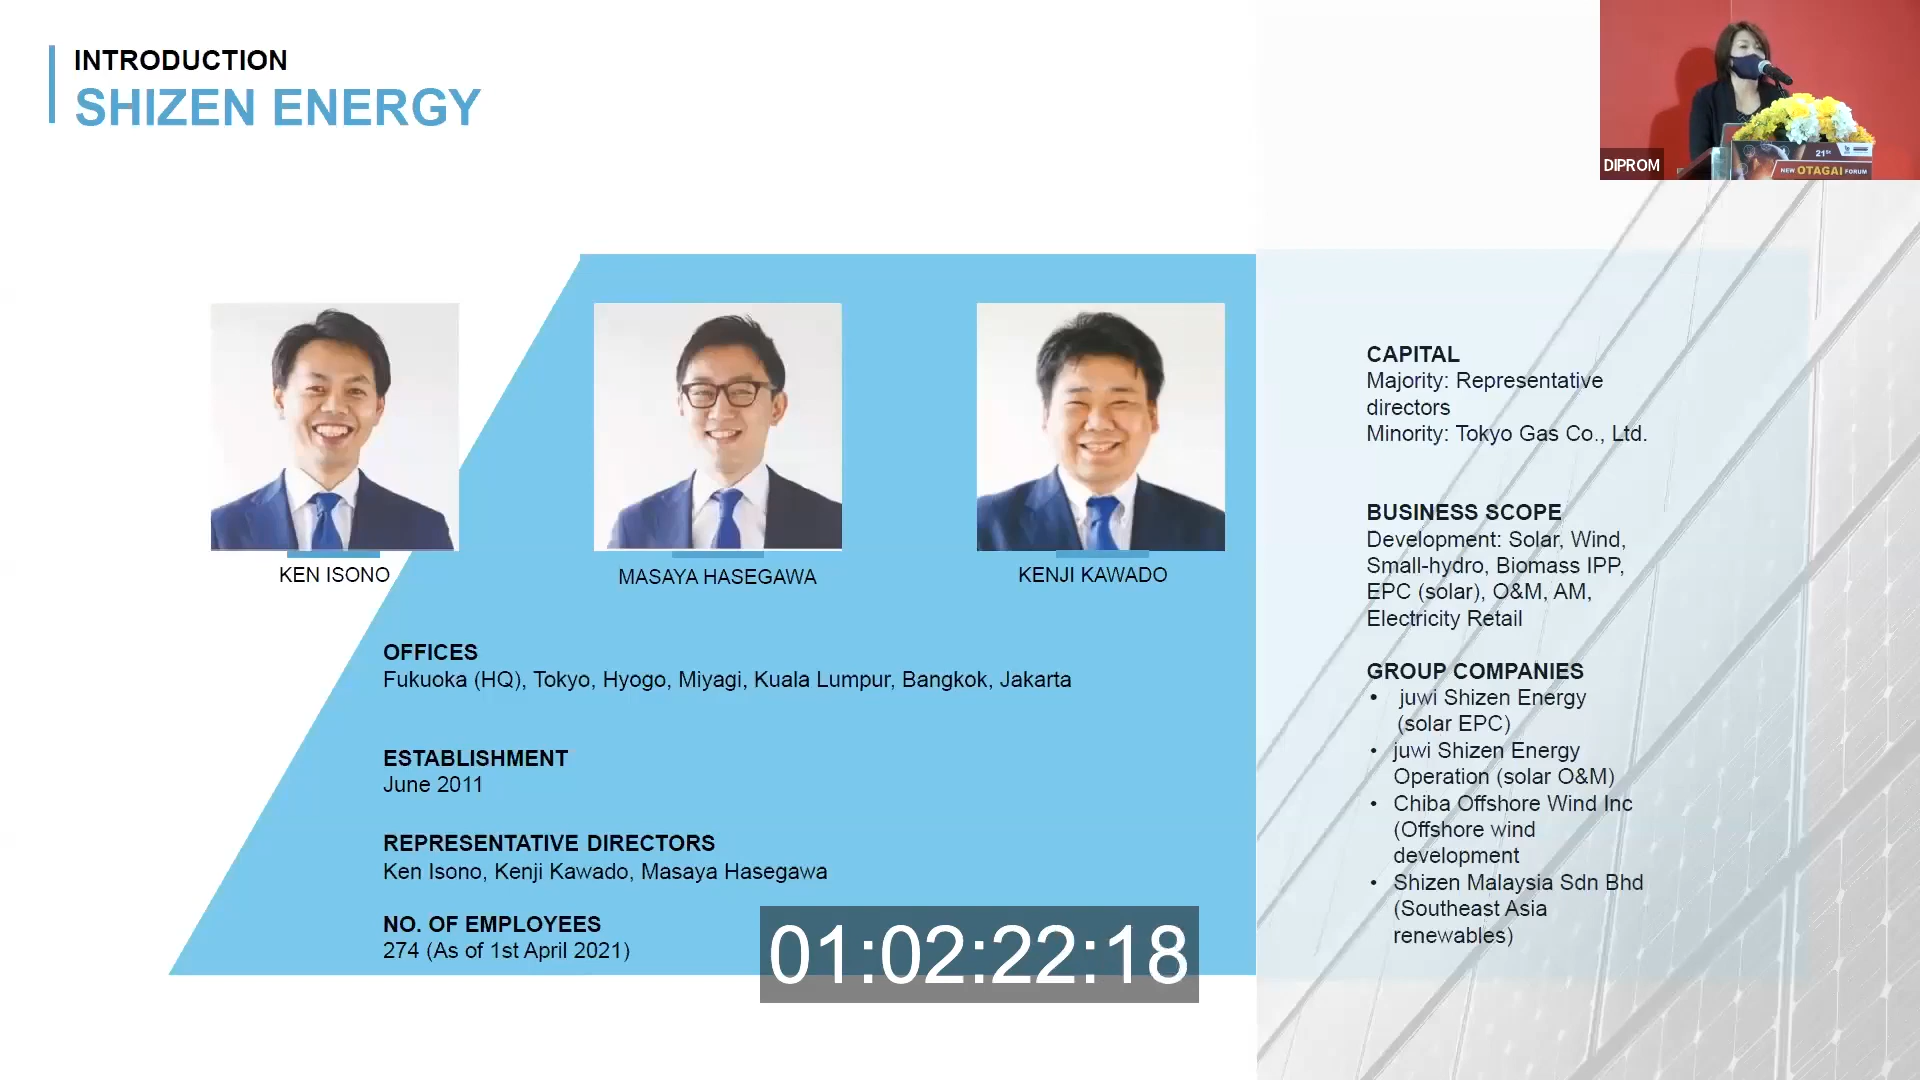 INTRODUCTION
SHIZEN ENERGY
DIPROM
21st
NEW OTAGAI FORUM
KEN ISONO
MASAYA HASEGAWA
KENJI KAWADO
OFFICES
Fukuoka (HQ), Tokyo, Hyogo, Miyagi, Kuala Lumpur, Bangkok, Jakarta
ESTABLISHMENT
June 2011
REPRESENTATIVE DIRECTORS
Ken Isono, Kenji Kawado, Masaya Hasegawa
NO. OF EMPLOYEES
274 (As of 1st April 2021)
01:02:22:18
CAPITAL
Majority: Representative
directors
Minority: Tokyo Gas Co., Ltd.
BUSINESS SCOPE
Development: Solar, Wind,
Small-hydro, Biomass IPP,
EPC (solar), O&M, AM,
Electricity Retail
GROUP COMPANIES
• juwi Shizen Energy
(solar EPC)
• juwi Shizen Energy
Operation (solar O&M)
• Chiba Offshore Wind Inc
(Offshore wind
development
• Shizen Malaysia Sdn Bhd
(Southeast Asia
renewables)